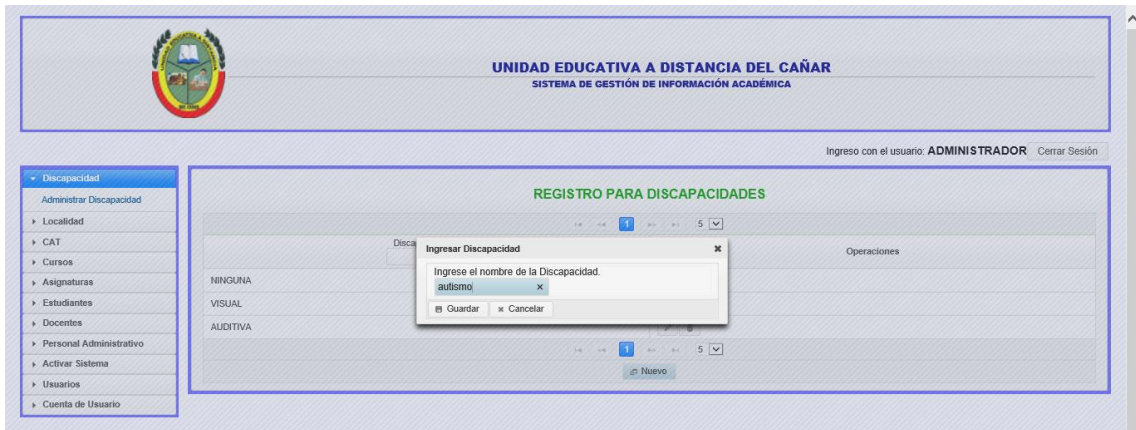 UNIDAD EDUCATIVA A DISTANCIA DEL CAÑAR
SISTEMA DE GESTIÓN DE INFORMACIÓN ACADÉMICA
Ingreso con el usuario: ADMINISTRADOR Cerrar Sesión
Discapacidad
Administrar Discapacidad
Localidad
CAT
Cursos
Asignaturas
Estudiantes
Docentes
Personal Administrativo
Activar Sistema
Usuarios
Cuenta de Usuario
REGISTRO PARA DISCAPACIDADES
1 5
Disca
Operaciones
Ingresar Discapacidad
Ingrese el nombre de la Discapacidad.
autismo
Guardar Cancelar
NINGUNA
VISUAL
AUDITIVA
1 5
Nuevo